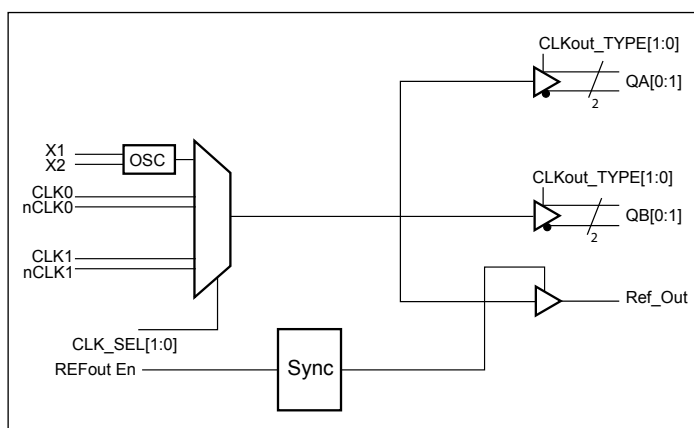 CLKout_TYPE[1:0]
QA[0:1]
2
X1
X2
OSC
CLK0
nCLK0
CLKout_TYPE[1:0]
QB[0:1]
2
CLK1
nCLK1
Ref_Out
CLK_SEL[1:0]
REFout En
Sync